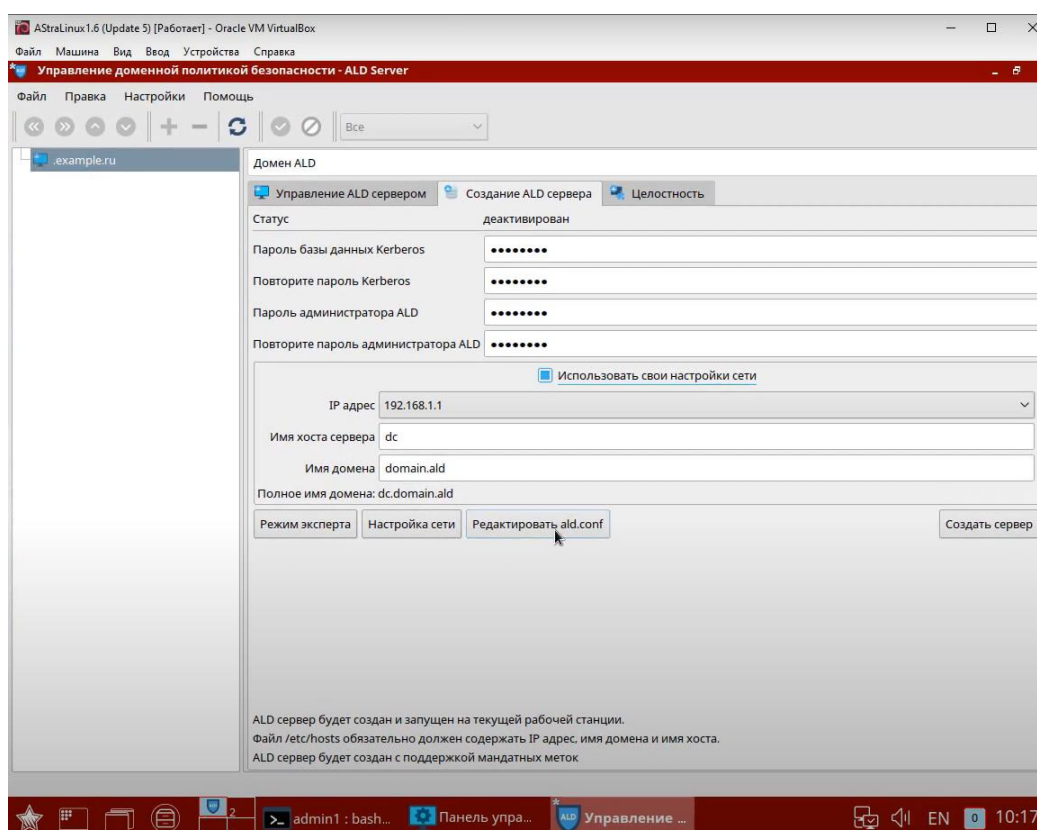 AStraLinux1.6 (Update 5) [Работает] - Oracle VM VirtualBox
Файл Машина Вид Ввод Устройства Справка
Управление доменной политикой безопасности - ALD Server
Файл Правка Настройки Помощь
Все
.example.ru
Домен ALD
Управление ALD сервером Создание ALD сервера Целостность
Статус деактивирован
Пароль базы данных Kerberos ••••••••
Повторите пароль Kerberos ••••••••
Пароль администратора ALD ••••••••
Повторите пароль администратора ALD ••••••••
Использовать свои настройки сети
IP адрес 192.168.1.1
Имя хоста сервера dc
Имя домена domain.ald
Полное имя домена: dc.domain.ald
Режим эксперта Настройка сети Редактировать ald.conf Создать сервер
ALD сервер будет создан и запущен на текущей рабочей станции.
Файл /etc/hosts обязательно должен содержать IP адрес, имя домена и имя хоста.
ALD сервер будет создан с поддержкой мандатных меток
2 admin1 : bash... Панель упра... ALD Управление ... EN 0 10:17